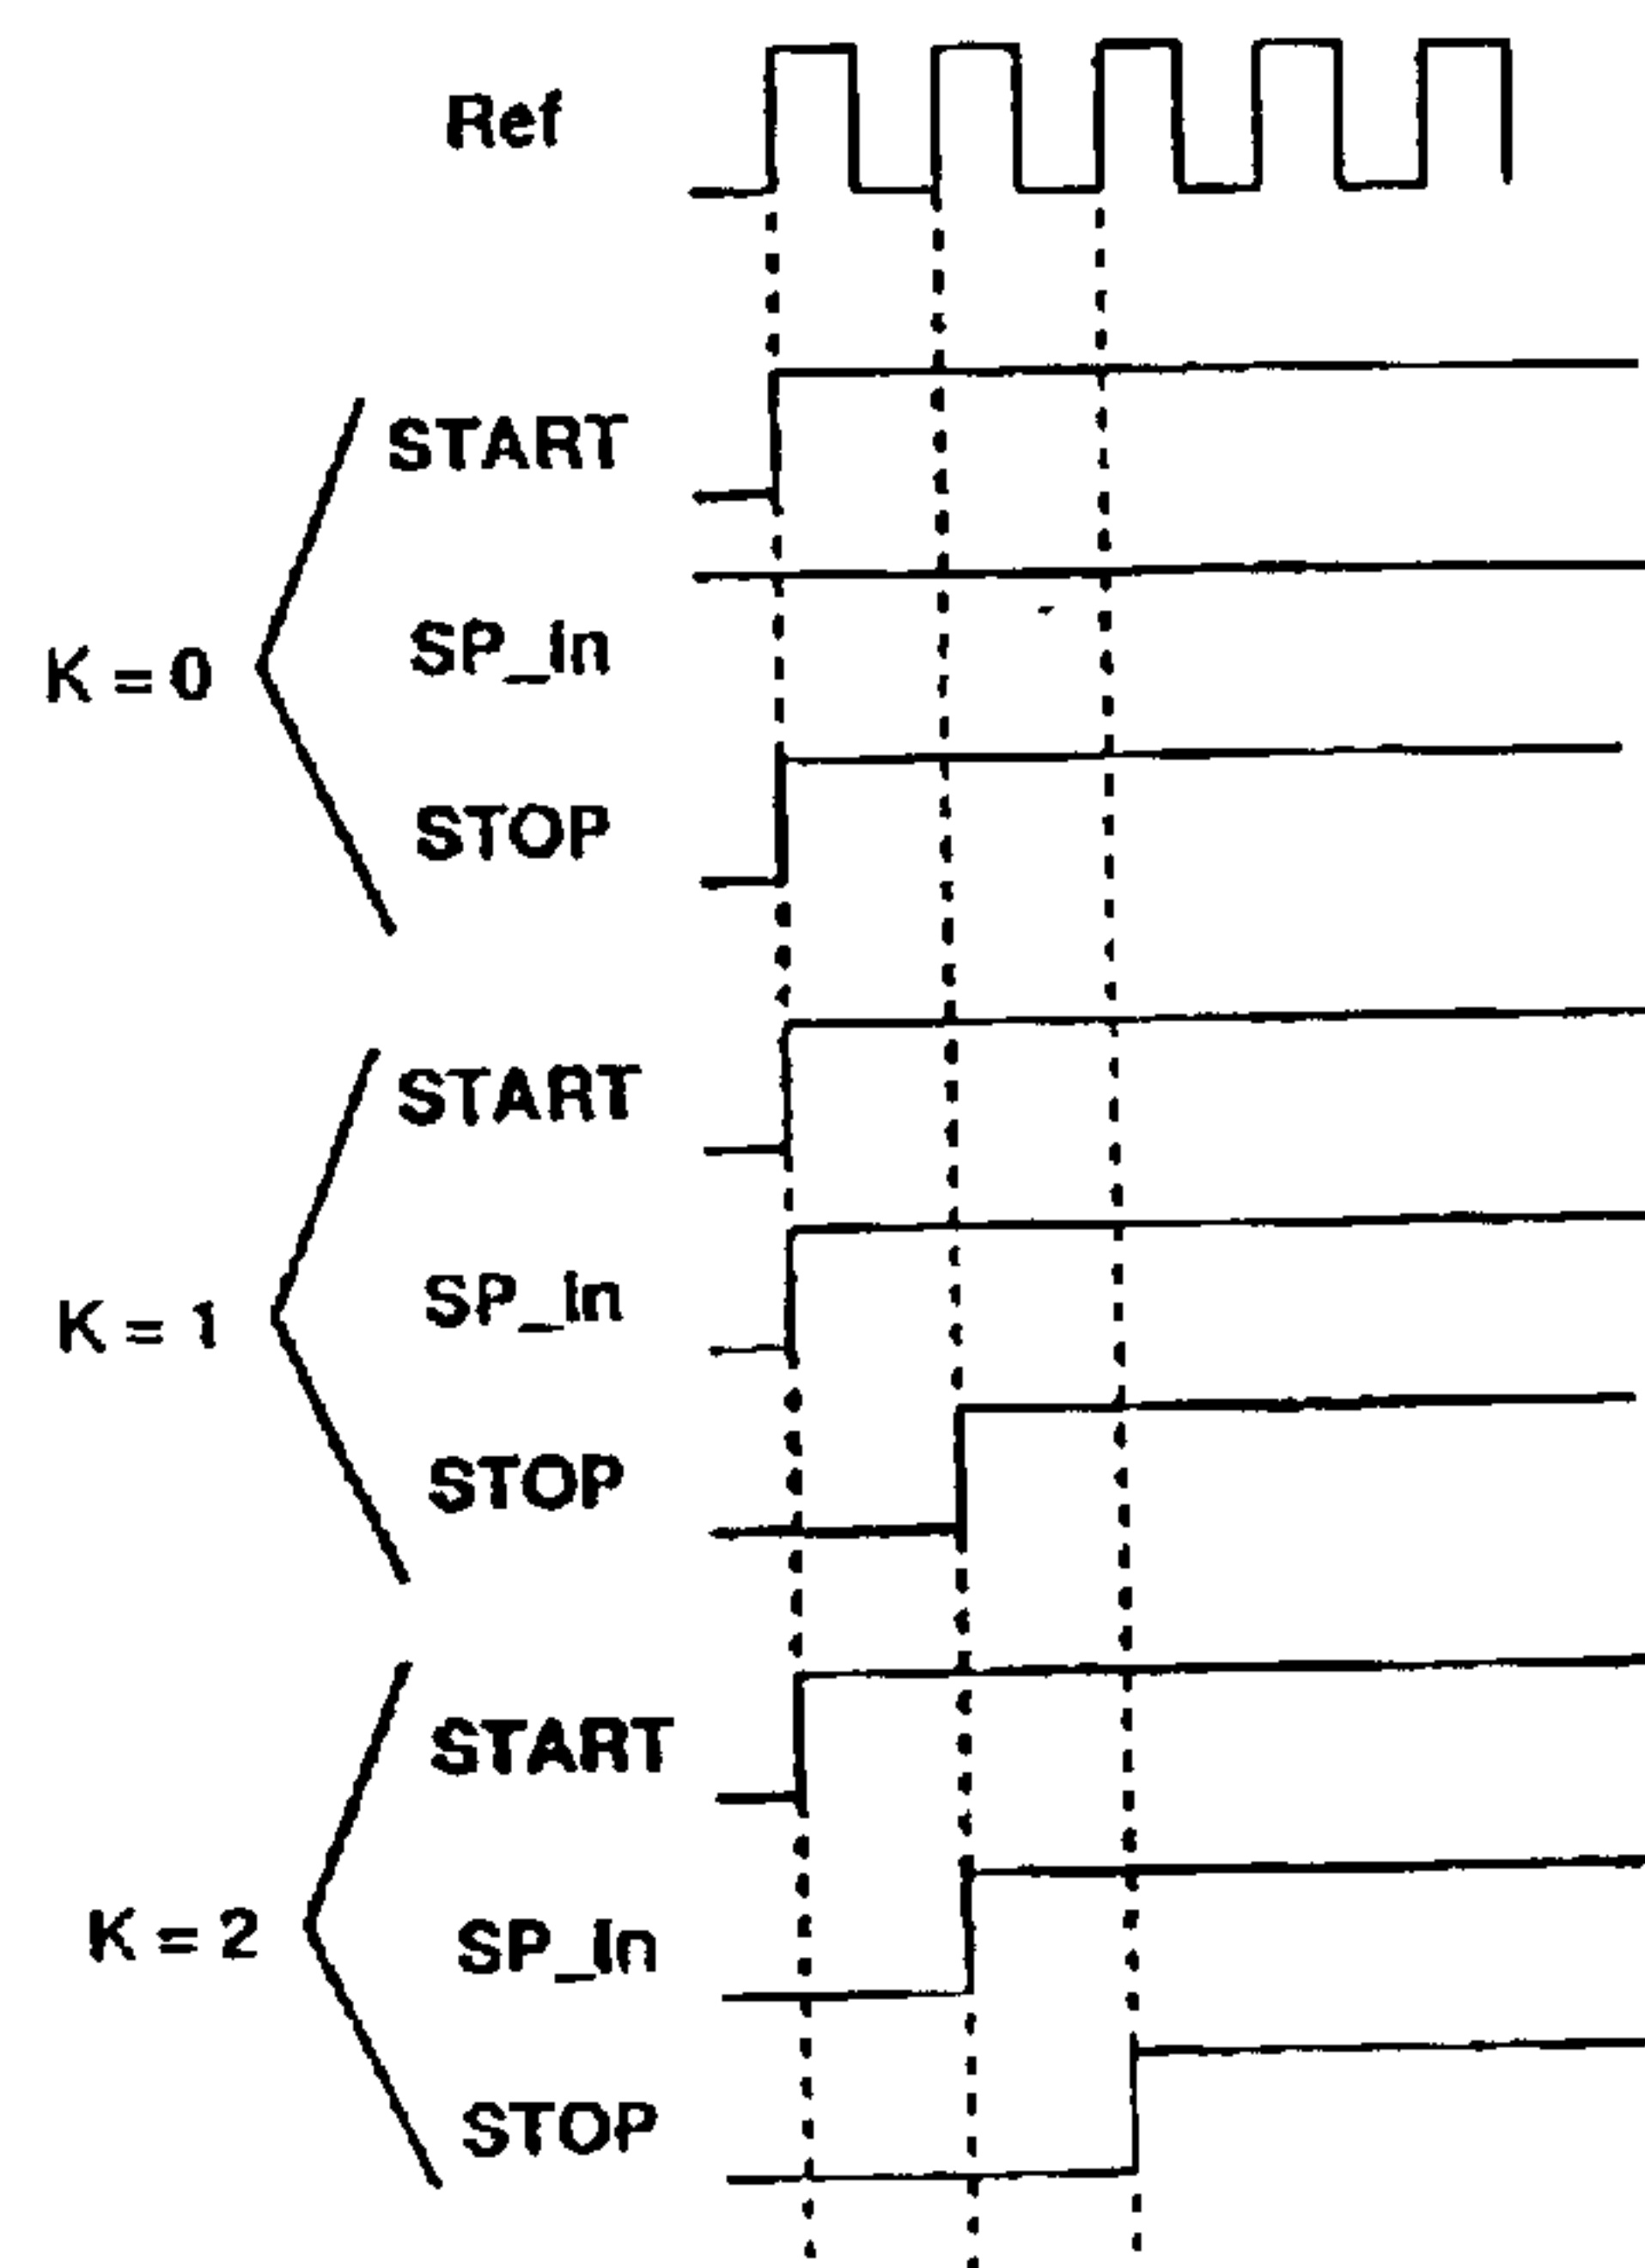 Ref
START
SP_in
K = 0
STOP
START
SP_in
K = 1
STOP
START
SP_in
K = 2
STOP